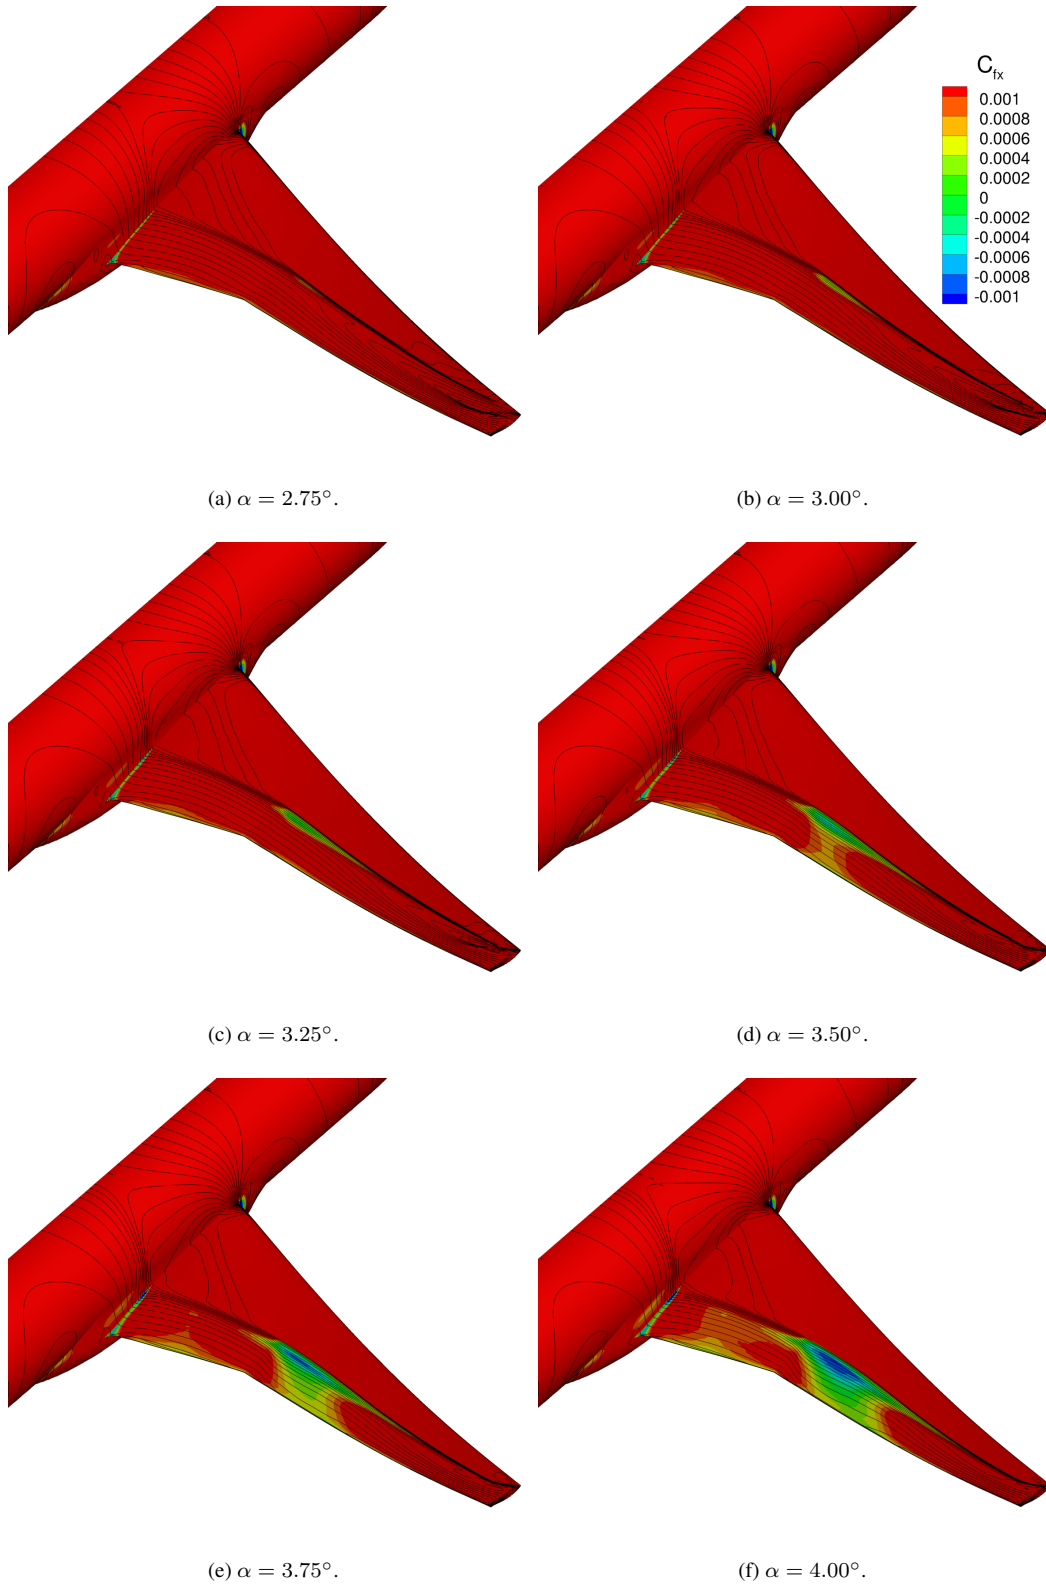 C_fx
0.001
0.0008
0.0006
0.0004
0.0002
0
-0.0002
-0.0004
-0.0006
-0.0008
-0.001
(a) α = 2.75°.
(b) α = 3.00°.
(c) α = 3.25°.
(d) α = 3.50°.
(e) α = 3.75°.
(f) α = 4.00°.